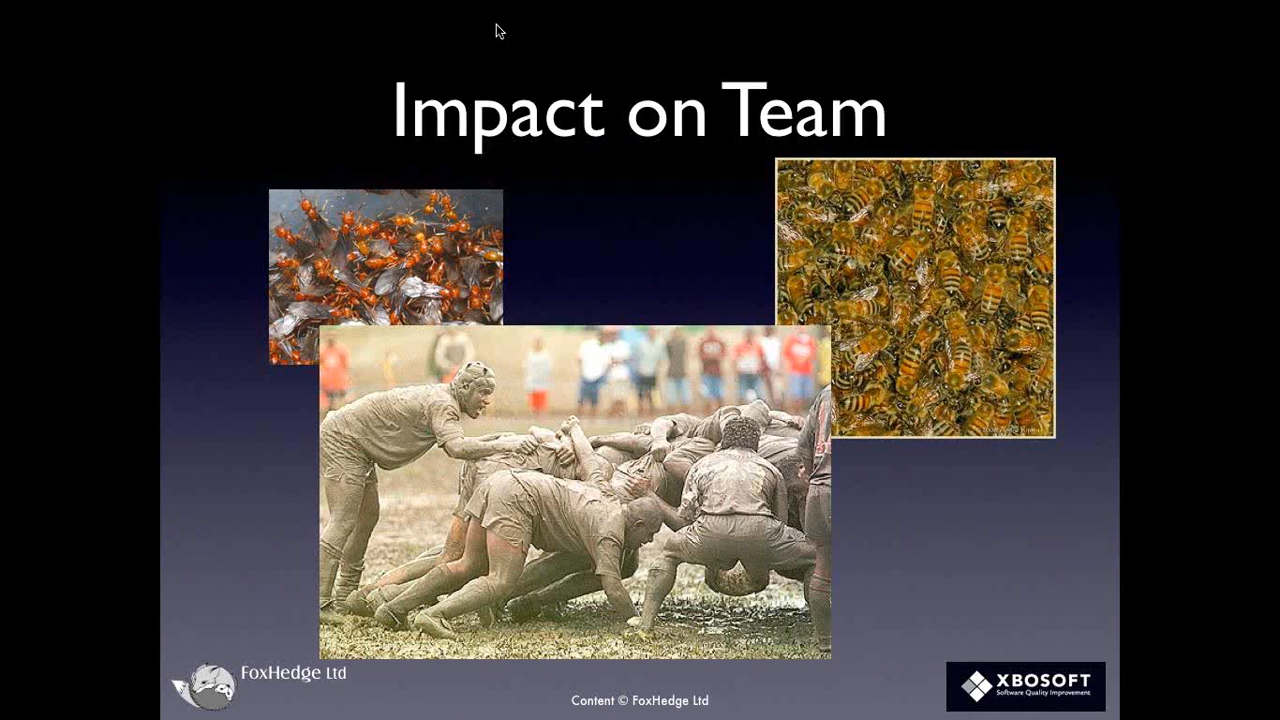 Impact on Team
FoxHedge Ltd
Content © FoxHedge Ltd
XBOSOFT
Software Quality Improvement